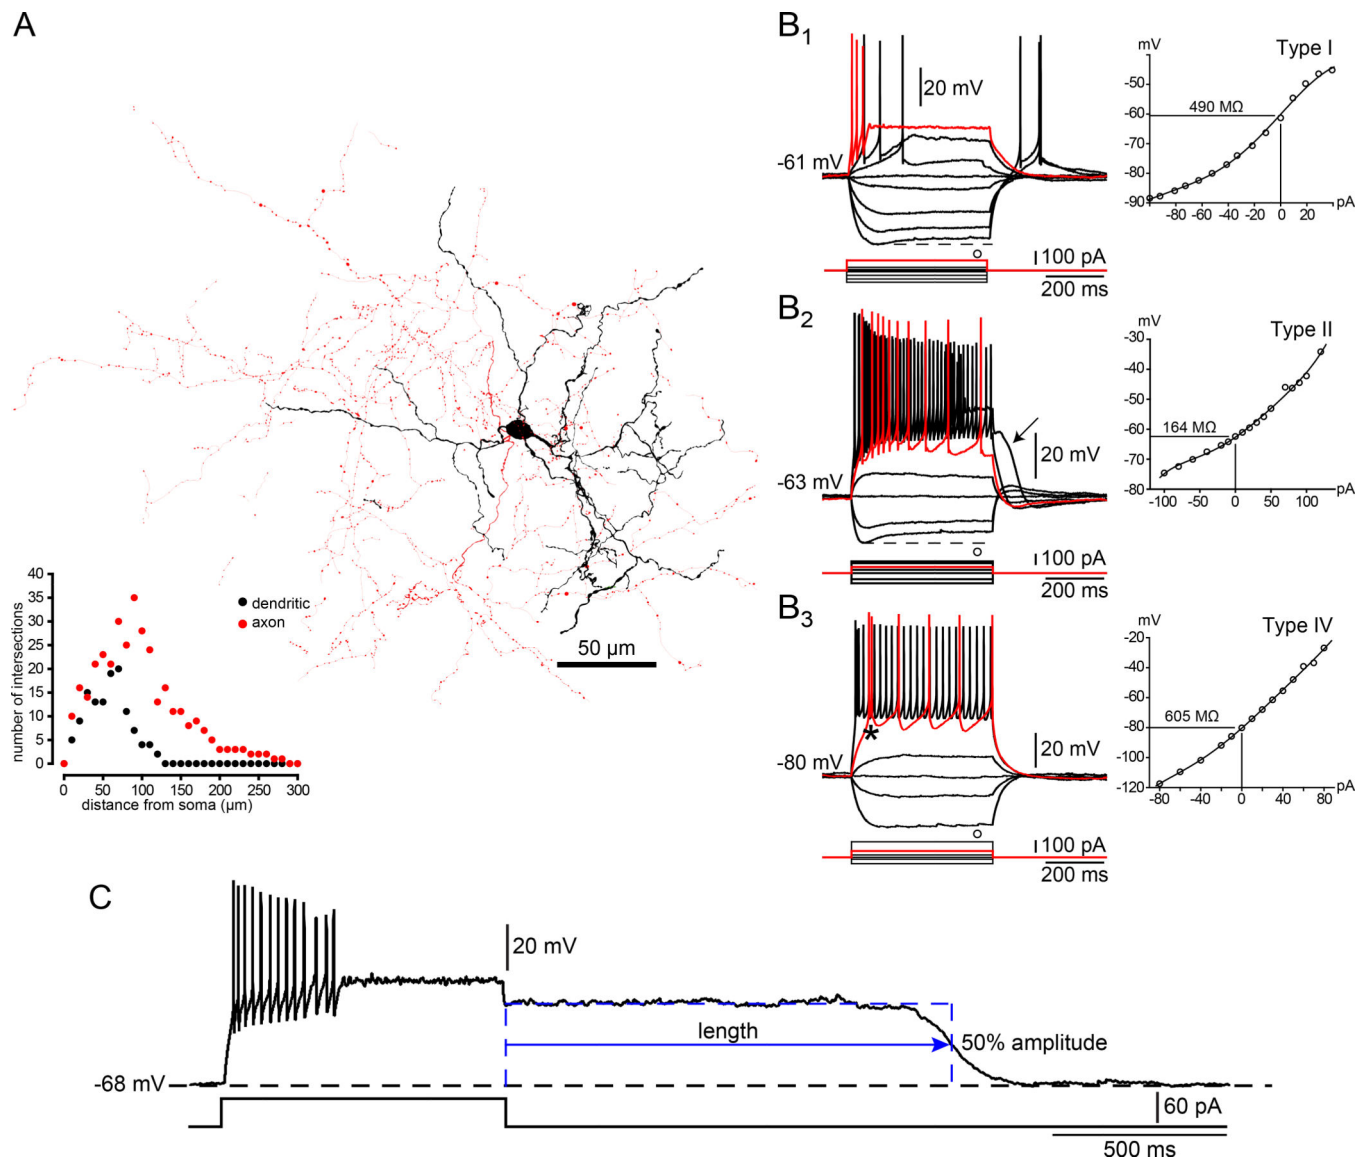 A
50 µm
40
35
30
25
20
15
10
5
0
number of intersections
dendritic
axon
0 50 100 150 200 250 300
distance from soma (µm)
B1
20 mV
-61 mV
100 pA
200 ms
mV
Type I
-50
-60
-70
-80
-90
490 MΩ
-80 -60 -40 -20 0 20 pA
B2
20 mV
-63 mV
100 pA
200 ms
mV
Type II
-30
-40
-50
-60
-70
-80
164 MΩ
-100 -50 0 50 100 pA
B3
*
20 mV
-80 mV
100 pA
200 ms
mV
Type IV
-20
-40
-60
-80
-100
-120
605 MΩ
-80 -40 0 40 80 pA
C
20 mV
length
50% amplitude
-68 mV
60 pA
500 ms